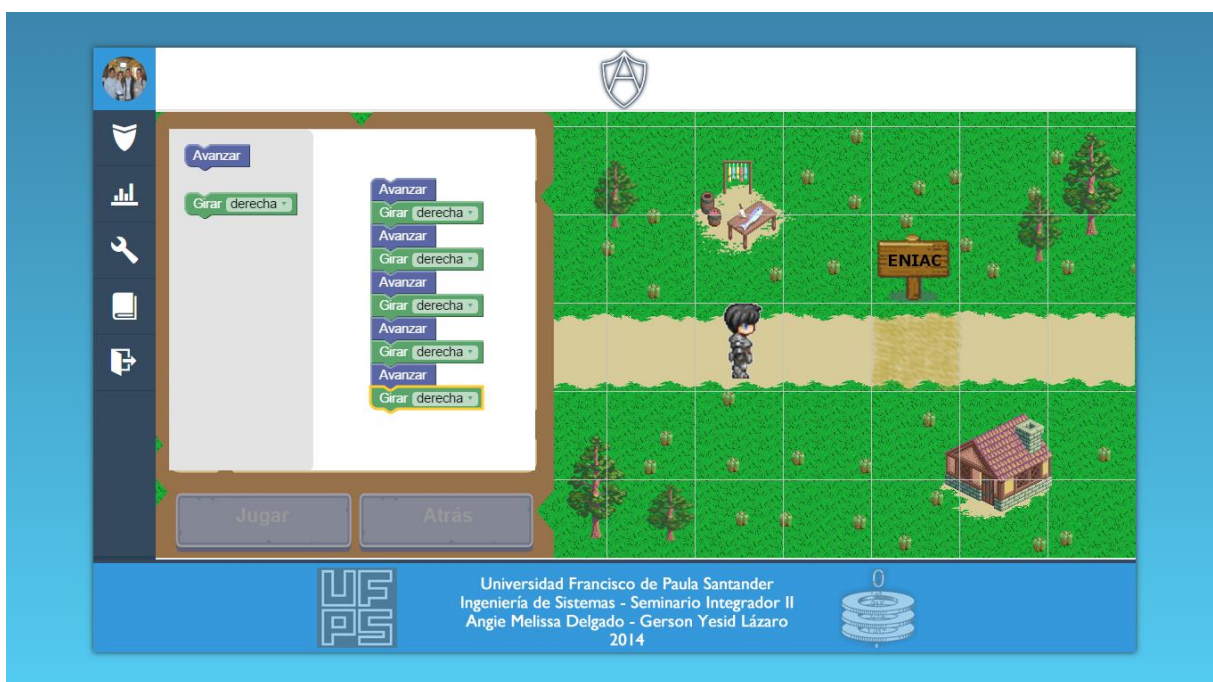 A
Avanzar
Girar derecha
Avanzar
Girar derecha
Avanzar
Girar derecha
Avanzar
Girar derecha
Avanzar
Girar derecha
Avanzar
Girar derecha
ENIAC
Jugar
Atrás
UFPS
Universidad Francisco de Paula Santander
Ingeniería de Sistemas - Seminario Integrador II
Angie Melissa Delgado - Gerson Yesid Lázaro
2014
0